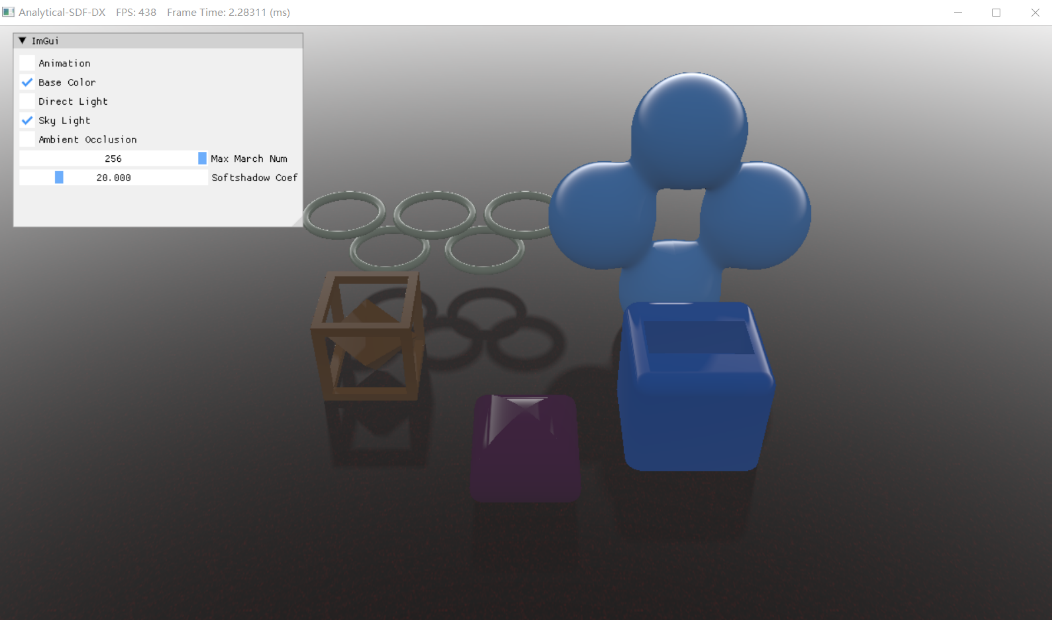 Analytical-SDF-DX FPS: 438 Frame Time: 2.28311 (ms)
▼ ImGui
Animation
Base Color
Direct Light
Sky Light
Ambient Occlusion
256 Max March Num
20.000 Softshadow Coef